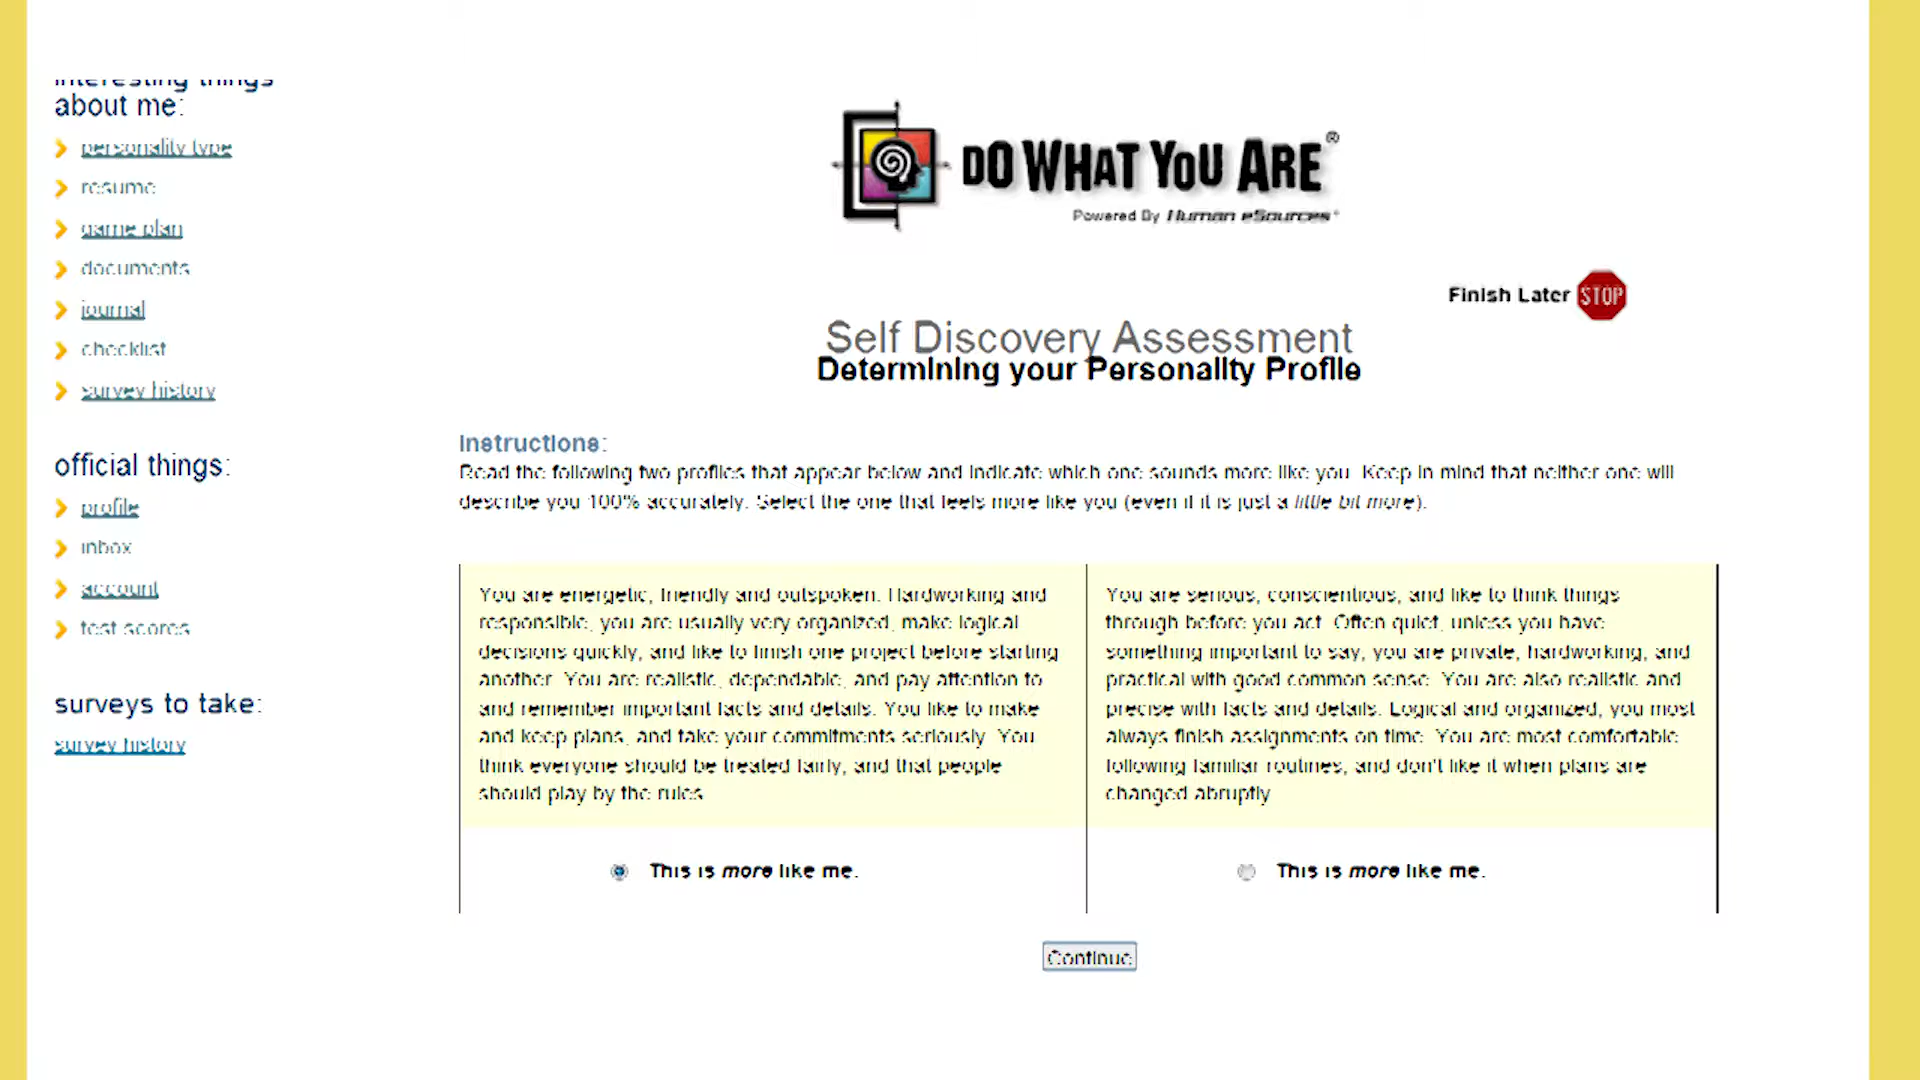 interesting things
about me:
personality type
resume
game plan
documents
journal
checklist
survey history
official things:
profile
inbox
account
test scores
surveys to take:
survey history
DO WHAT YOU ARE®
Powered By Human eSources
Finish Later STOP
Self Discovery Assessment
Determining your Personality Profile
Instructions:
Read the following two profiles that appear below and indicate which one sounds more like you. Keep in mind that neither one will
describe you 100% accurately. Select the one that feels more like you (even if it is just a little bit more).
You are energetic, friendly and outspoken. Hardworking and
responsible, you are usually very organized, make logical
decisions quickly, and like to finish one project before starting
another. You are realistic, dependable, and pay attention to
and remember important facts and details. You like to make
and keep plans, and take your commitments seriously. You
think everyone should be treated fairly, and that people
should play by the rules.
This is more like me.
You are serious, conscientious, and like to think things
through before you act. Often quiet, unless you have
something important to say, you are private, hardworking, and
practical with good common sense. You are also realistic and
precise with facts and details. Logical and organized, you most
always finish assignments on time. You are most comfortable
following familiar routines, and don't like it when plans are
changed abruptly.
This is more like me.
Continue